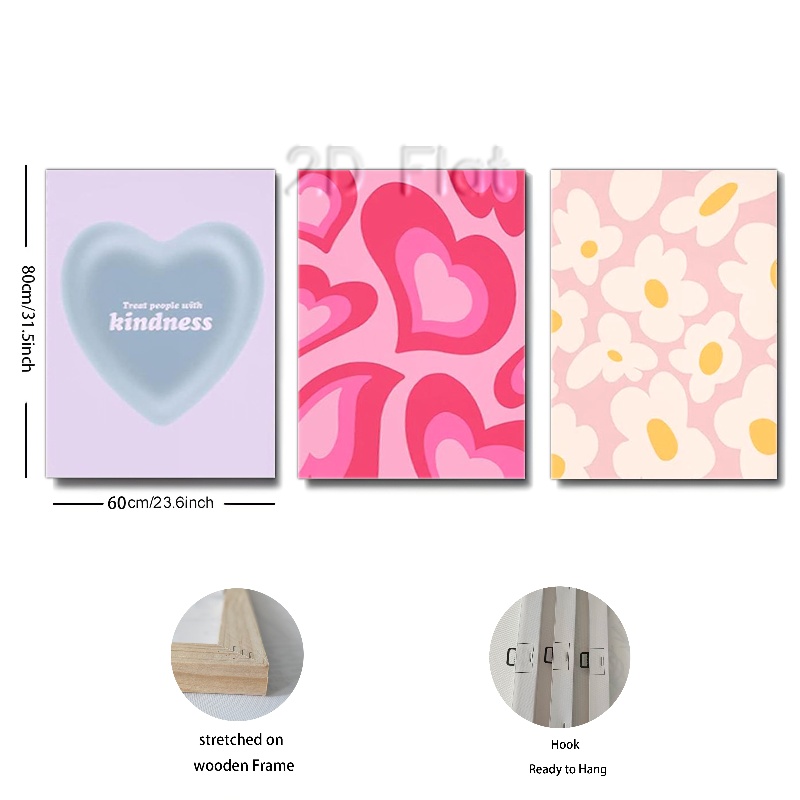 2D Flat
80cm/31.5inch
Treat people with
kindness
60cm/23.6inch
stretched on
wooden Frame
Hook
Ready to Hang